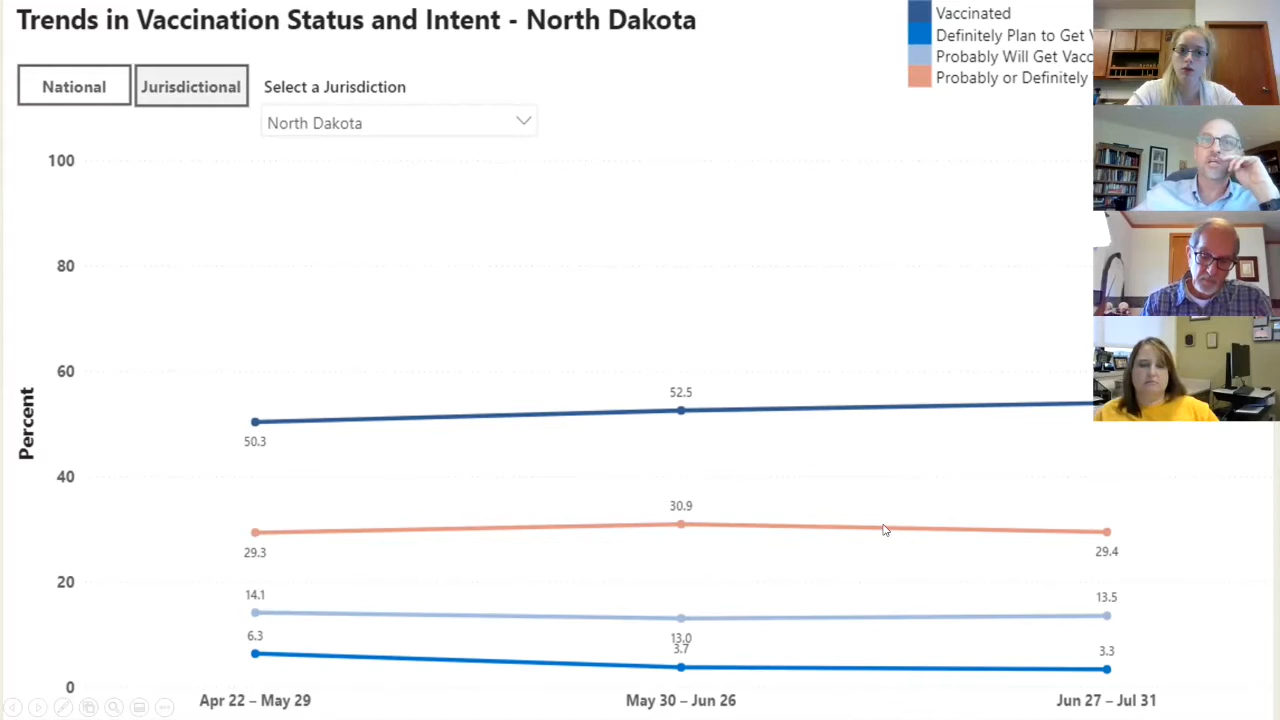 Trends in Vaccination Status and Intent - North Dakota
Vaccinated
Definitely Plan to Get
Probably Will Get Vacc
Probably or Definitely
National
Jurisdictional
Select a Jurisdiction
North Dakota
Percent
100
80
60
40
20
0
50.3
52.5
29.3
30.9
29.4
14.1
13.0
13.5
6.3
3.7
3.3
Apr 22 – May 29
May 30 – Jun 26
Jun 27 – Jul 31